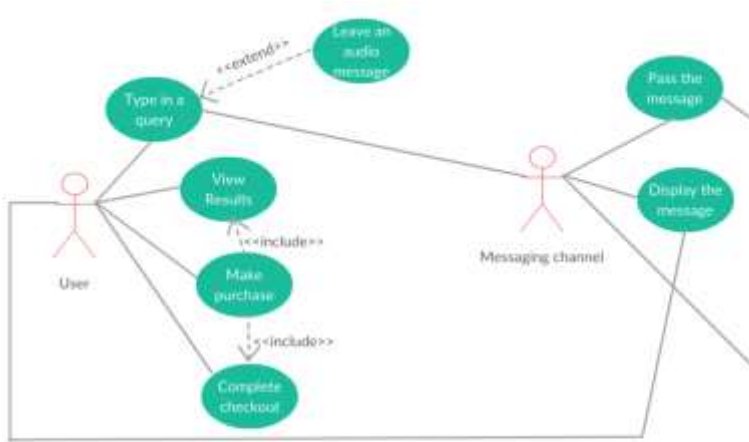 Leave an
audio
message
<<extend>>
Type in a
query
Pass the
message
View
Results
Display the
message
<<include>>
Messaging channel
User
Make
purchase
<<include>>
Complete
checkout